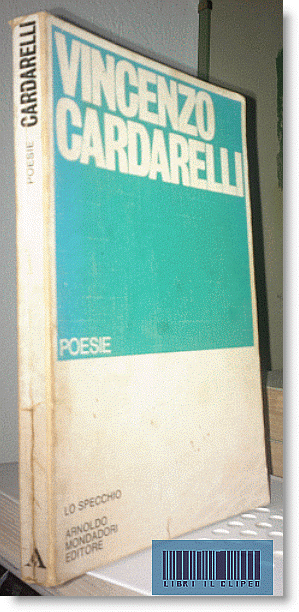 CARDARELLI
POESIE
VINCENZO
CARDARELLI
POESIE
LO SPECCHIO
ARNOLDO
MONDADORI
EDITORE
LIBRI IL CLIPEO